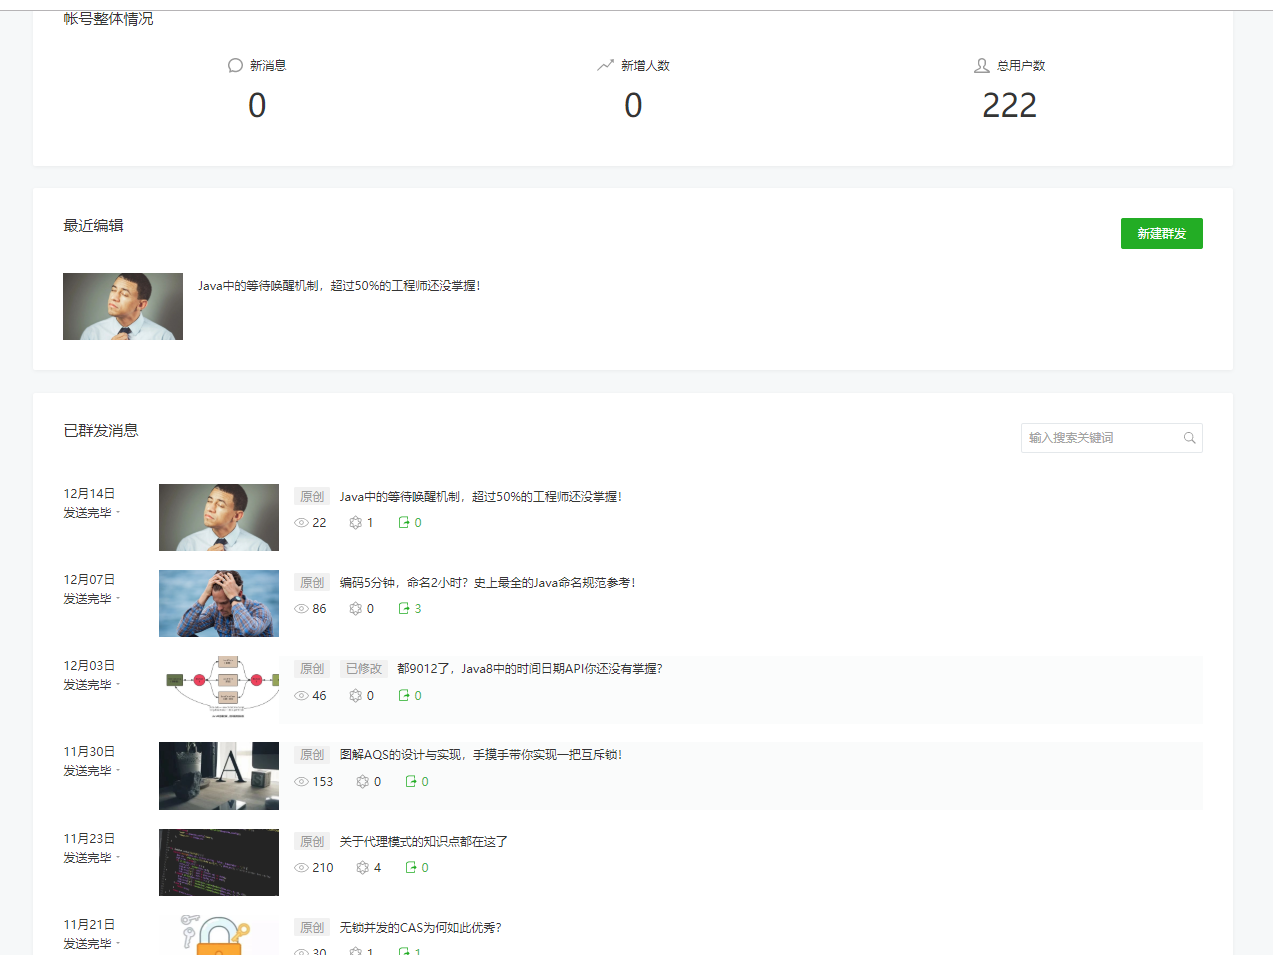 帐号整体情况
新消息
0
新增人数
0
总用户数
222
最近编辑
新建群发
Java中的等待唤醒机制，超过50%的工程师还没掌握！
已群发消息
输入搜索关键词
12月14日
发送完毕
原创 Java中的等待唤醒机制，超过50%的工程师还没掌握！
22 1 0
12月07日
发送完毕
原创 编码5分钟，命名2小时？史上最全的Java命名规范参考！
86 0 3
12月03日
发送完毕
原创 已修改 都9012了，Java8中的时间日期API你还没有掌握？
46 0 0
11月30日
发送完毕
原创 图解AQS的设计与实现，手摸手带你实现一把互斥锁！
153 0 0
A
11月23日
发送完毕
原创 关于代理模式的知识点都在这了
210 4 0
11月21日
发送完毕
原创 无锁并发的CAS为何如此优秀？
30 1 1